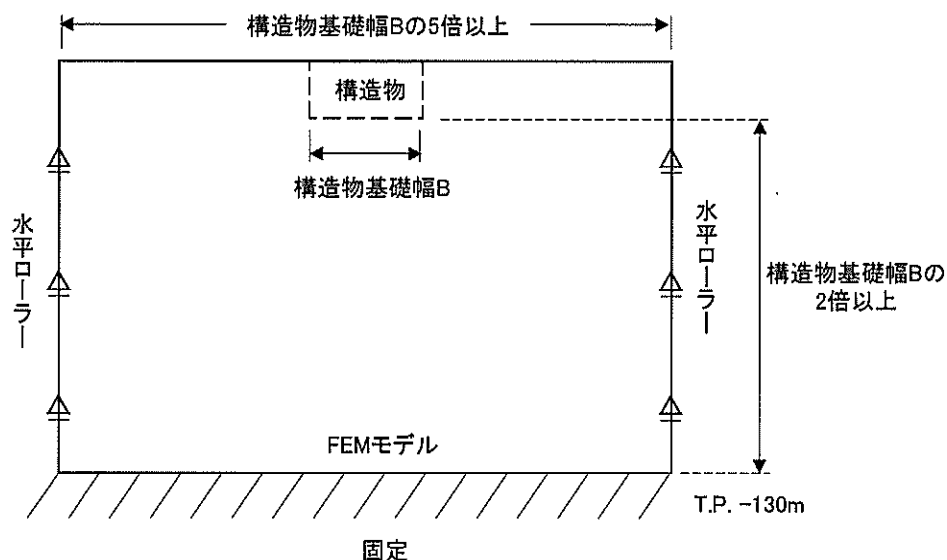 構造物基礎幅Bの5倍以上
構造物
構造物基礎幅B
水平ローラー
水平ローラー
構造物基礎幅Bの
2倍以上
FEMモデル
T.P. -130m
固定